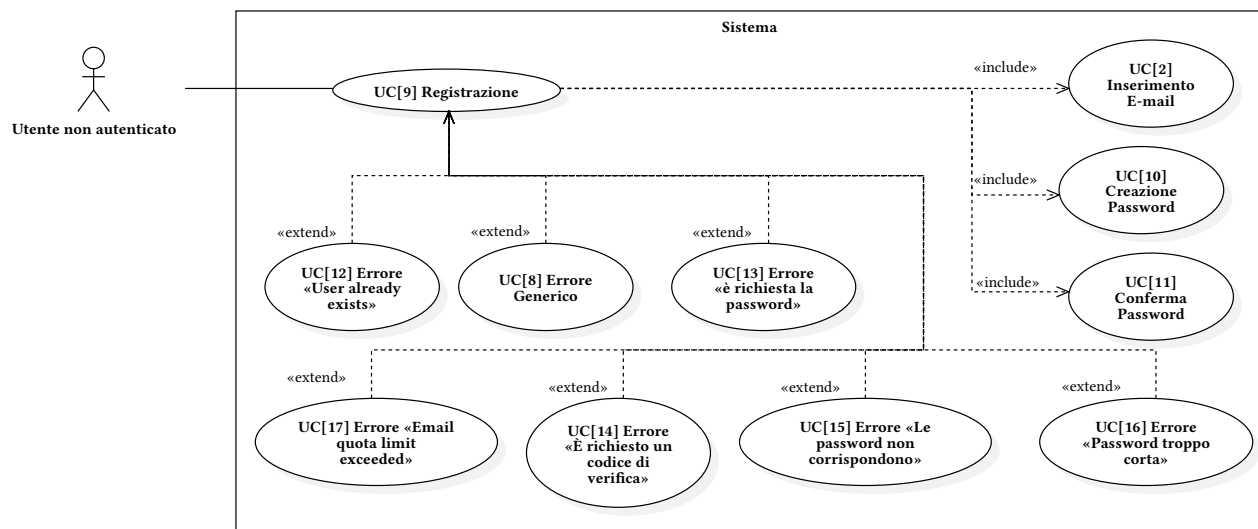 Sistema
Utente non autenticato
UC[9] Registrazione
«include»
UC[2]
Inserimento
E-mail
«include»
UC[10]
Creazione
Password
«include»
UC[11]
Conferma
Password
«extend»
UC[12] Errore
«User already
exists»
«extend»
UC[8] Errore
Generico
«extend»
UC[13] Errore
«è richiesta la
password»
«extend»
UC[17] Errore «Email
quota limit
exceeded»
«extend»
UC[14] Errore
«È richiesto un
codice di
verifica»
«extend»
UC[15] Errore «Le
password non
corrispondono»
«extend»
UC[16] Errore
«Password troppo
corta»